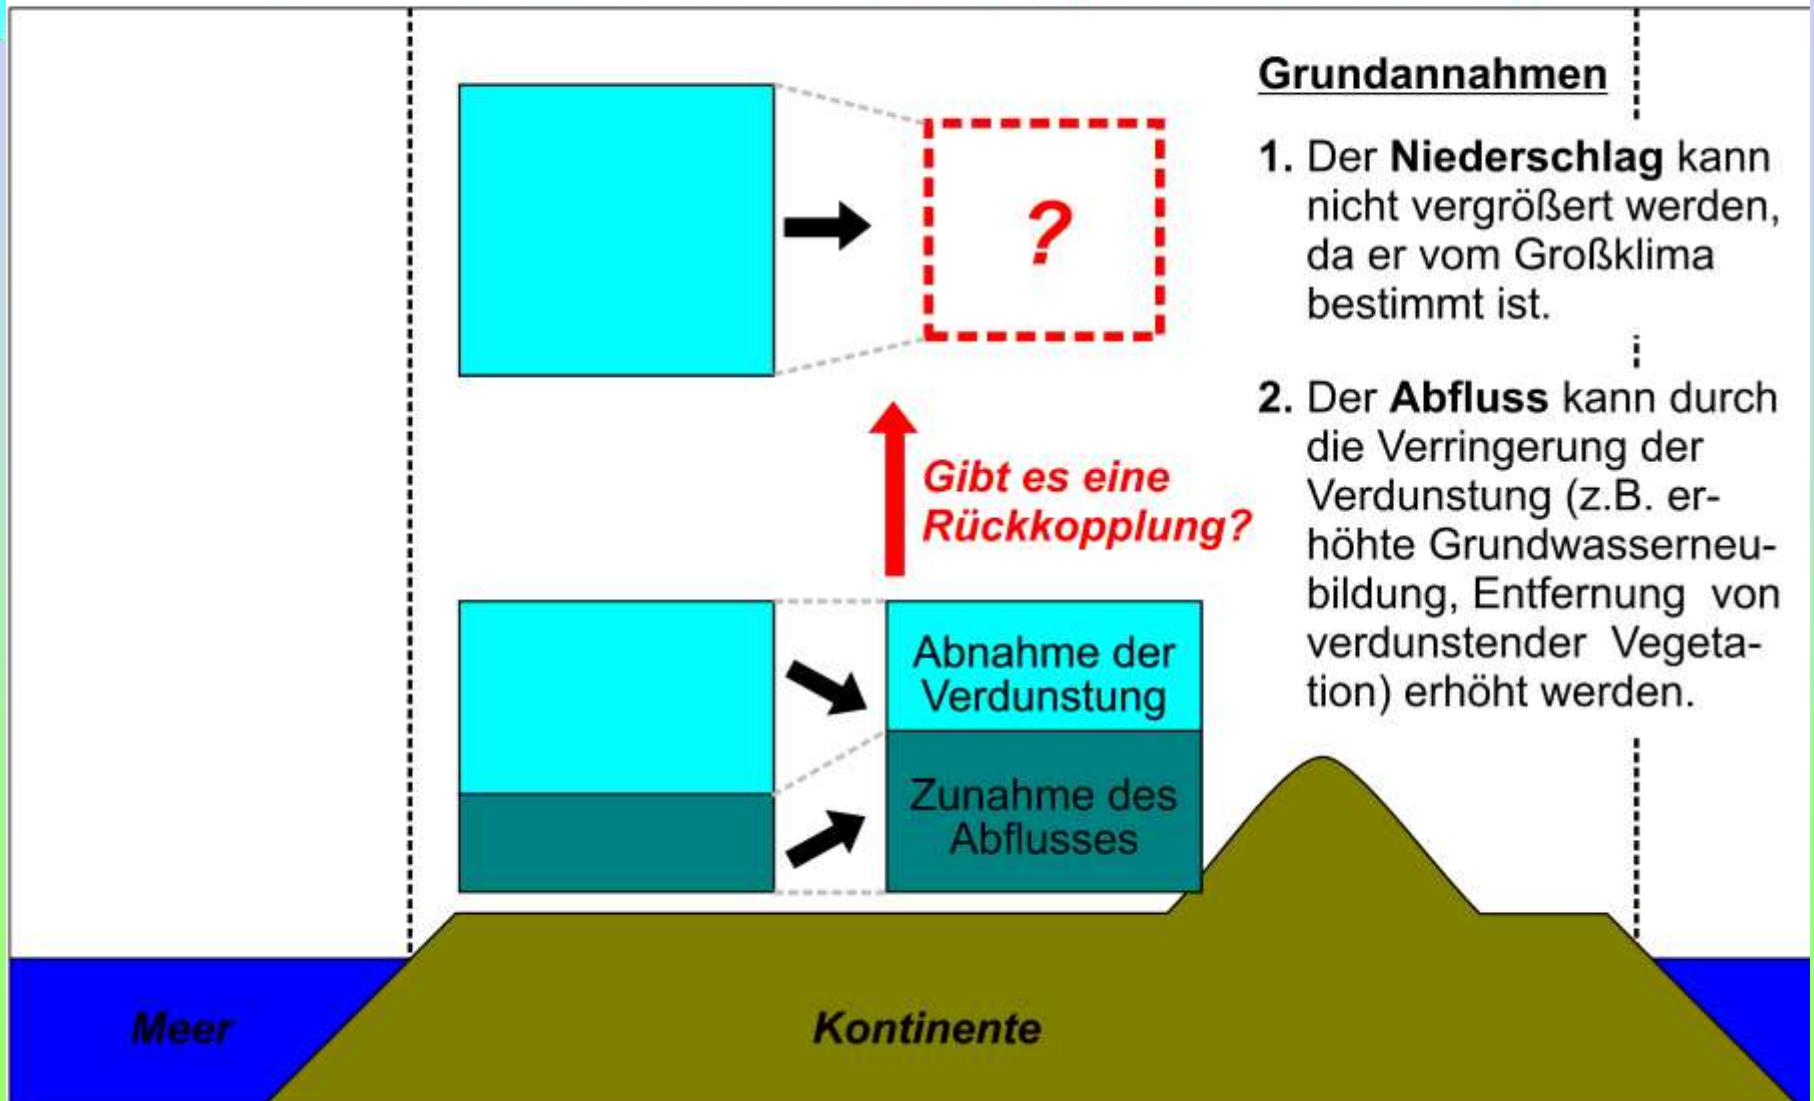 Grundannahmen
1. Der Niederschlag kann
nicht vergrößert werden,
da er vom Großklima
bestimmt ist.
2. Der Abfluss kann durch
die Verringerung der
Verdunstung (z.B. er-
höhte Grundwasserneu-
bildung, Entfernung von
verdunstender Vegeta-
tion) erhöht werden.
?
Gibt es eine
Rückkopplung?
Abnahme der
Verdunstung
Zunahme des
Abflusses
Meer
Kontinente